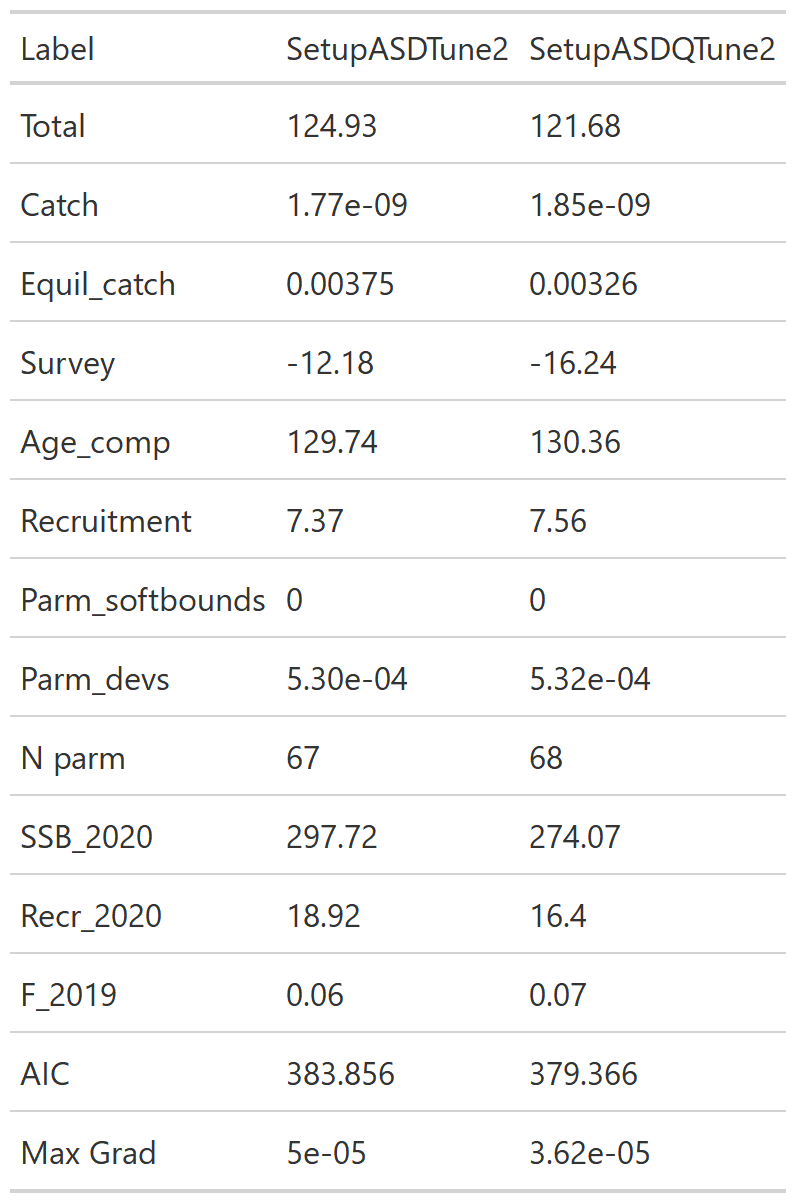 Label SetupASDTune2 SetupASDQTune2
Total 124.93 121.68
Catch 1.77e-09 1.85e-09
Equil_catch 0.00375 0.00326
Survey -12.18 -16.24
Age_comp 129.74 130.36
Recruitment 7.37 7.56
Parm_softbounds 0 0
Parm_devs 5.30e-04 5.32e-04
N parm 67 68
SSB_2020 297.72 274.07
Recr_2020 18.92 16.4
F_2019 0.06 0.07
AIC 383.856 379.366
Max Grad 5e-05 3.62e-05